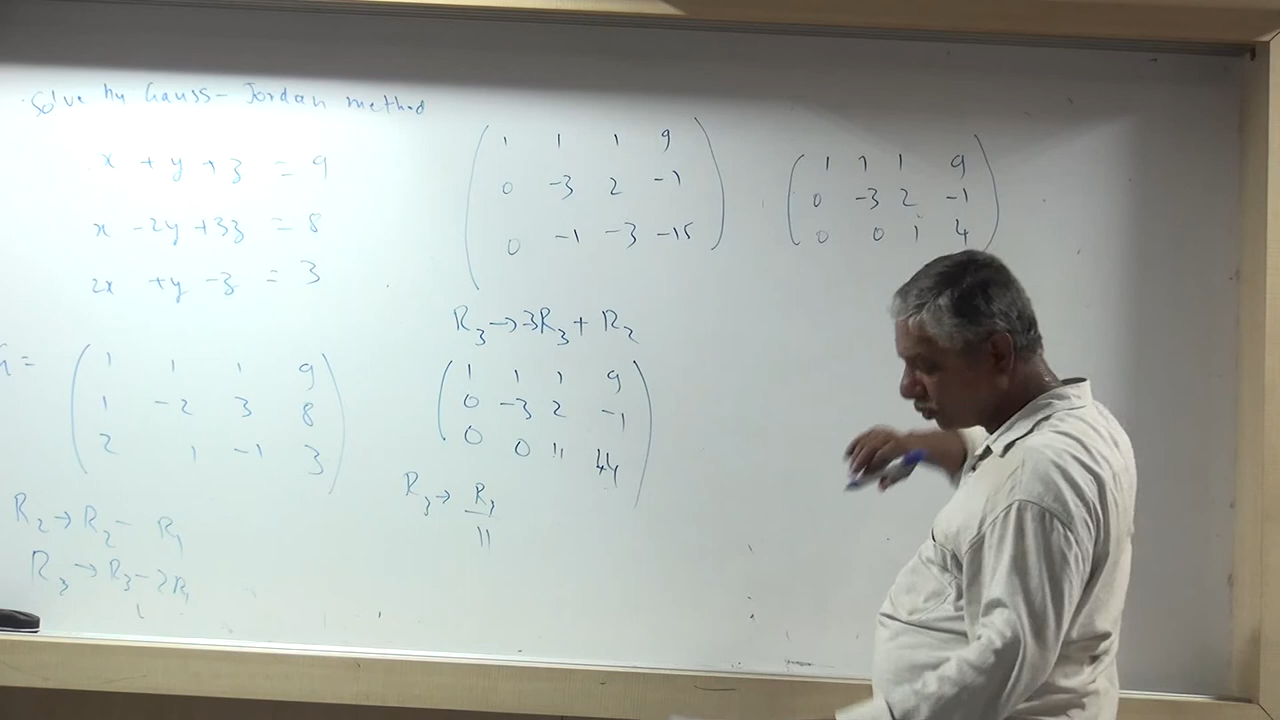 Solve by Gauss-Jordan method
x + y + z = 9
x - 2y + 3z = 8
2x + y - z = 3
1 1 1 9
1 -2 3 8
2 1 -1 3
R2 → R2 - R1
R3 → R3 - 2R1
1 1 1 9
0 -3 2 -1
0 -1 -3 -15
R3 → -3R3 + R2
1 1 1 9
0 -3 2 -1
0 0 11 44
R3 → R3/11
1 1 1 9
0 -3 2 -1
0 0 1 4